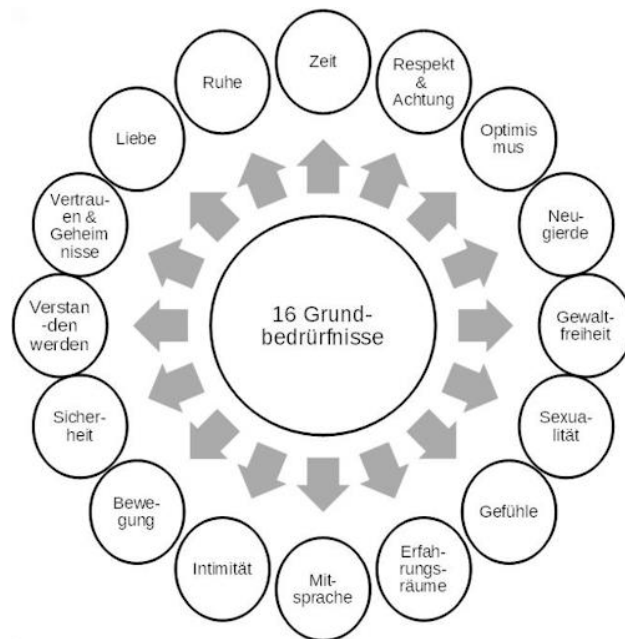 Zeit
Respekt
&
Achtung
Optimis
mus
Neu-
gierde
Gewalt-
freiheit
Sexua-
lität
Gefühle
Erfah-
rungs-
räume
Mit-
sprache
Intimität
Bewe-
gung
Sicher-
heit
Verstan
-den
werden
Vertrau-
en &
Geheim
nisse
Liebe
Ruhe
16 Grund-
bedrürfnisse